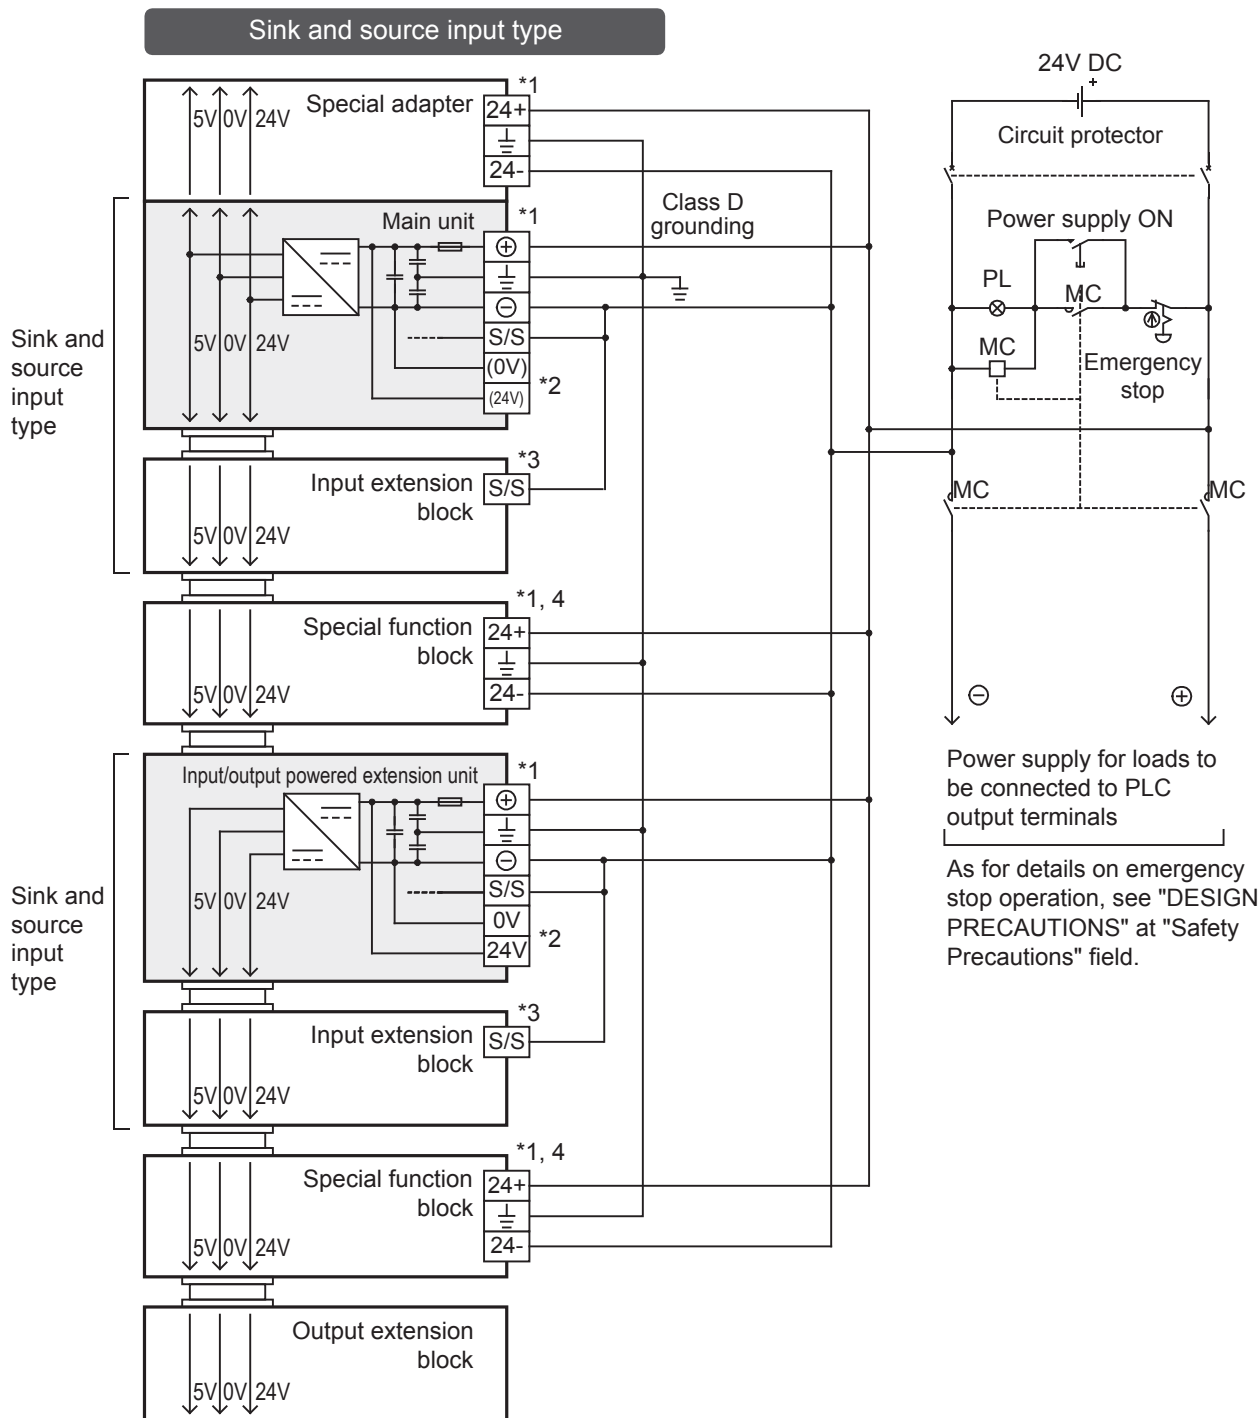 Sink and source input type
Special adapter
*1
24+
24-
5V 0V 24V
Sink and
source
input
type
Main unit
*1
S/S
(0V)
(24V)
*2
5V 0V 24V
Class D
grounding
Input extension
block
*3
S/S
5V 0V 24V
Special function
block
*1, 4
24+
24-
5V 0V 24V
Sink and
source
input
type
Input/output powered extension unit
*1
S/S
0V
24V
*2
5V 0V 24V
Input extension
block
*3
S/S
5V 0V 24V
Special function
block
*1, 4
24+
24-
5V 0V 24V
Output extension
block
5V 0V 24V
24V DC
+
Circuit protector
Power supply ON
PL
MC
MC
Emergency
stop
MC
MC
Power supply for loads to
be connected to PLC
output terminals
As for details on emergency
stop operation, see "DESIGN
PRECAUTIONS" at "Safety
Precautions" field.